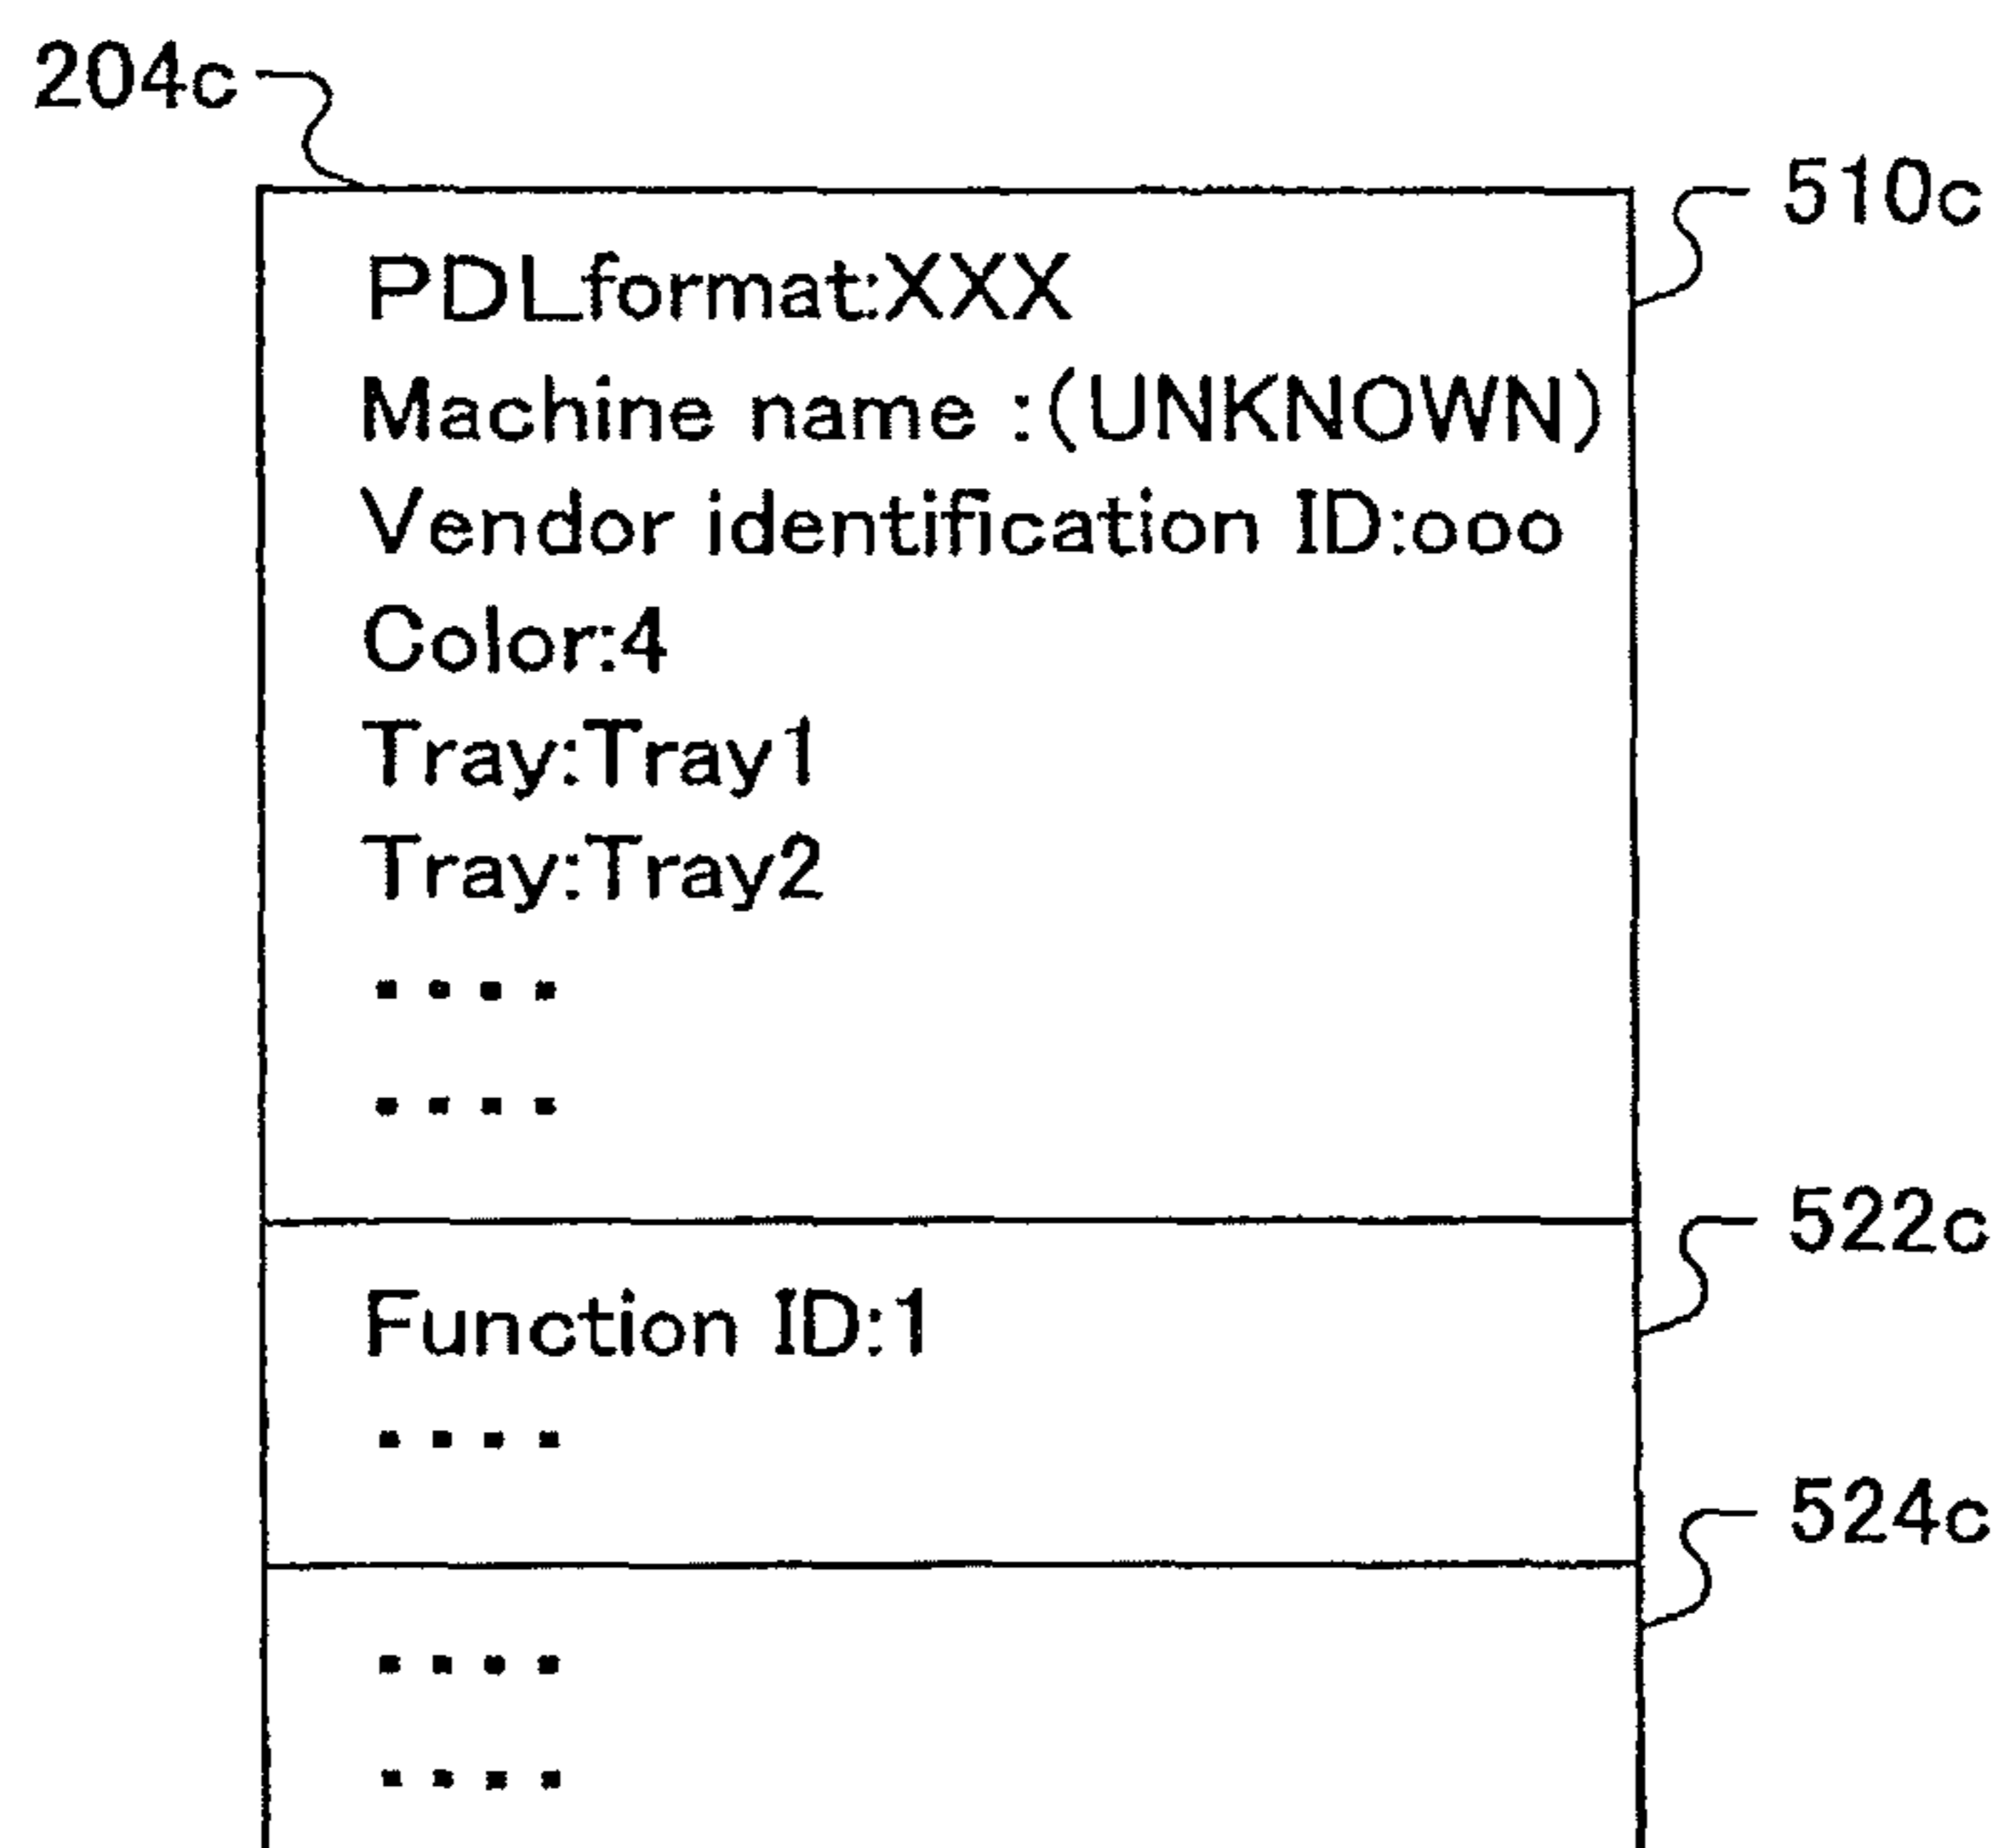 204c
510c
PDLformat:XXX
Machine name :(UNKNOWN)
Vendor identification ID:ooo
Color:4
Tray:Tray1
Tray:Tray2
....
....
522c
Function ID:1
....
524c
....
....